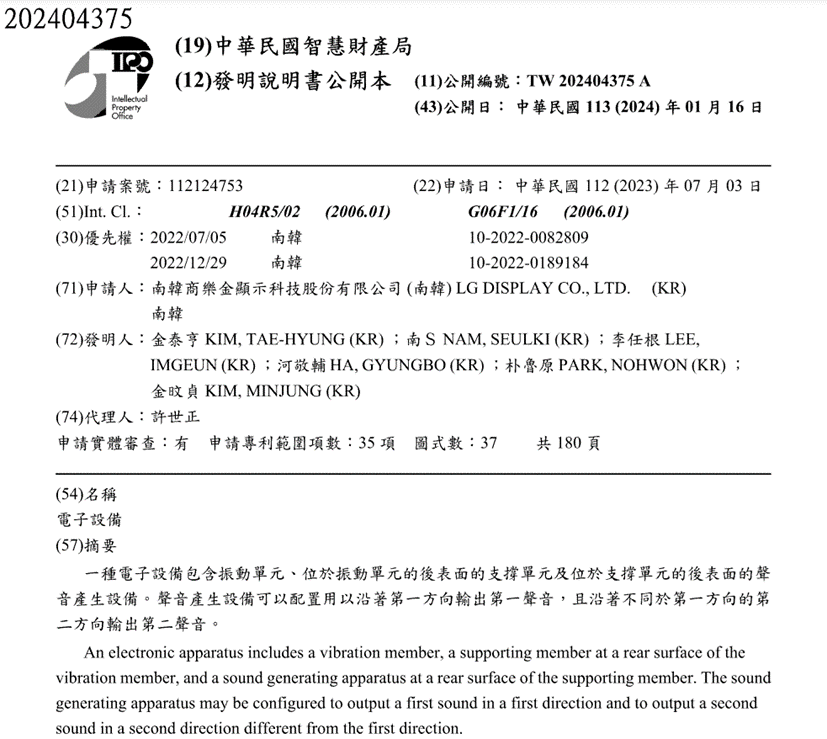 202404375
IPO
Intellectual
Property
Office
(19)中華民國智慧財產局
(12)發明說明書公開本 (11)公開編號：TW 202404375 A
(43)公開日： 中華民國 113 (2024) 年 01 月 16 日
(21)申請案號：112124753 (22)申請日： 中華民國 112 (2023) 年 07 月 03 日
(51)Int. Cl.： H04R5/02 (2006.01) G06F1/16 (2006.01)
(30)優先權：2022/07/05 南韓 10-2022-0082809
2022/12/29 南韓 10-2022-0189184
(71)申請人：南韓商樂金顯示科技股份有限公司 (南韓) LG DISPLAY CO., LTD. (KR)
南韓
(72)發明人：金泰亨 KIM, TAE-HYUNG (KR) ；南Ｓ NAM, SEULKI (KR) ；李任根 LEE,
IMGEUN (KR) ；河敬輔 HA, GYUNGBO (KR) ；朴魯原 PARK, NOHWON (KR) ；
金旼貞 KIM, MINJUNG (KR)
(74)代理人：許世正
申請實體審查：有 申請專利範圍項數：35 項 圖式數：37 共 180 頁
(54)名稱
電子設備
(57)摘要
一種電子設備包含振動單元、位於振動單元的後表面的支撐單元及位於支撐單元的後表面的聲
音產生設備。聲音產生設備可以配置用以沿著第一方向輸出第一聲音，且沿著不同於第一方向的第
二方向輸出第二聲音。
An electronic apparatus includes a vibration member, a supporting member at a rear surface of the
vibration member, and a sound generating apparatus at a rear surface of the supporting member. The sound
generating apparatus may be configured to output a first sound in a first direction and to output a second
sound in a second direction different from the first direction.